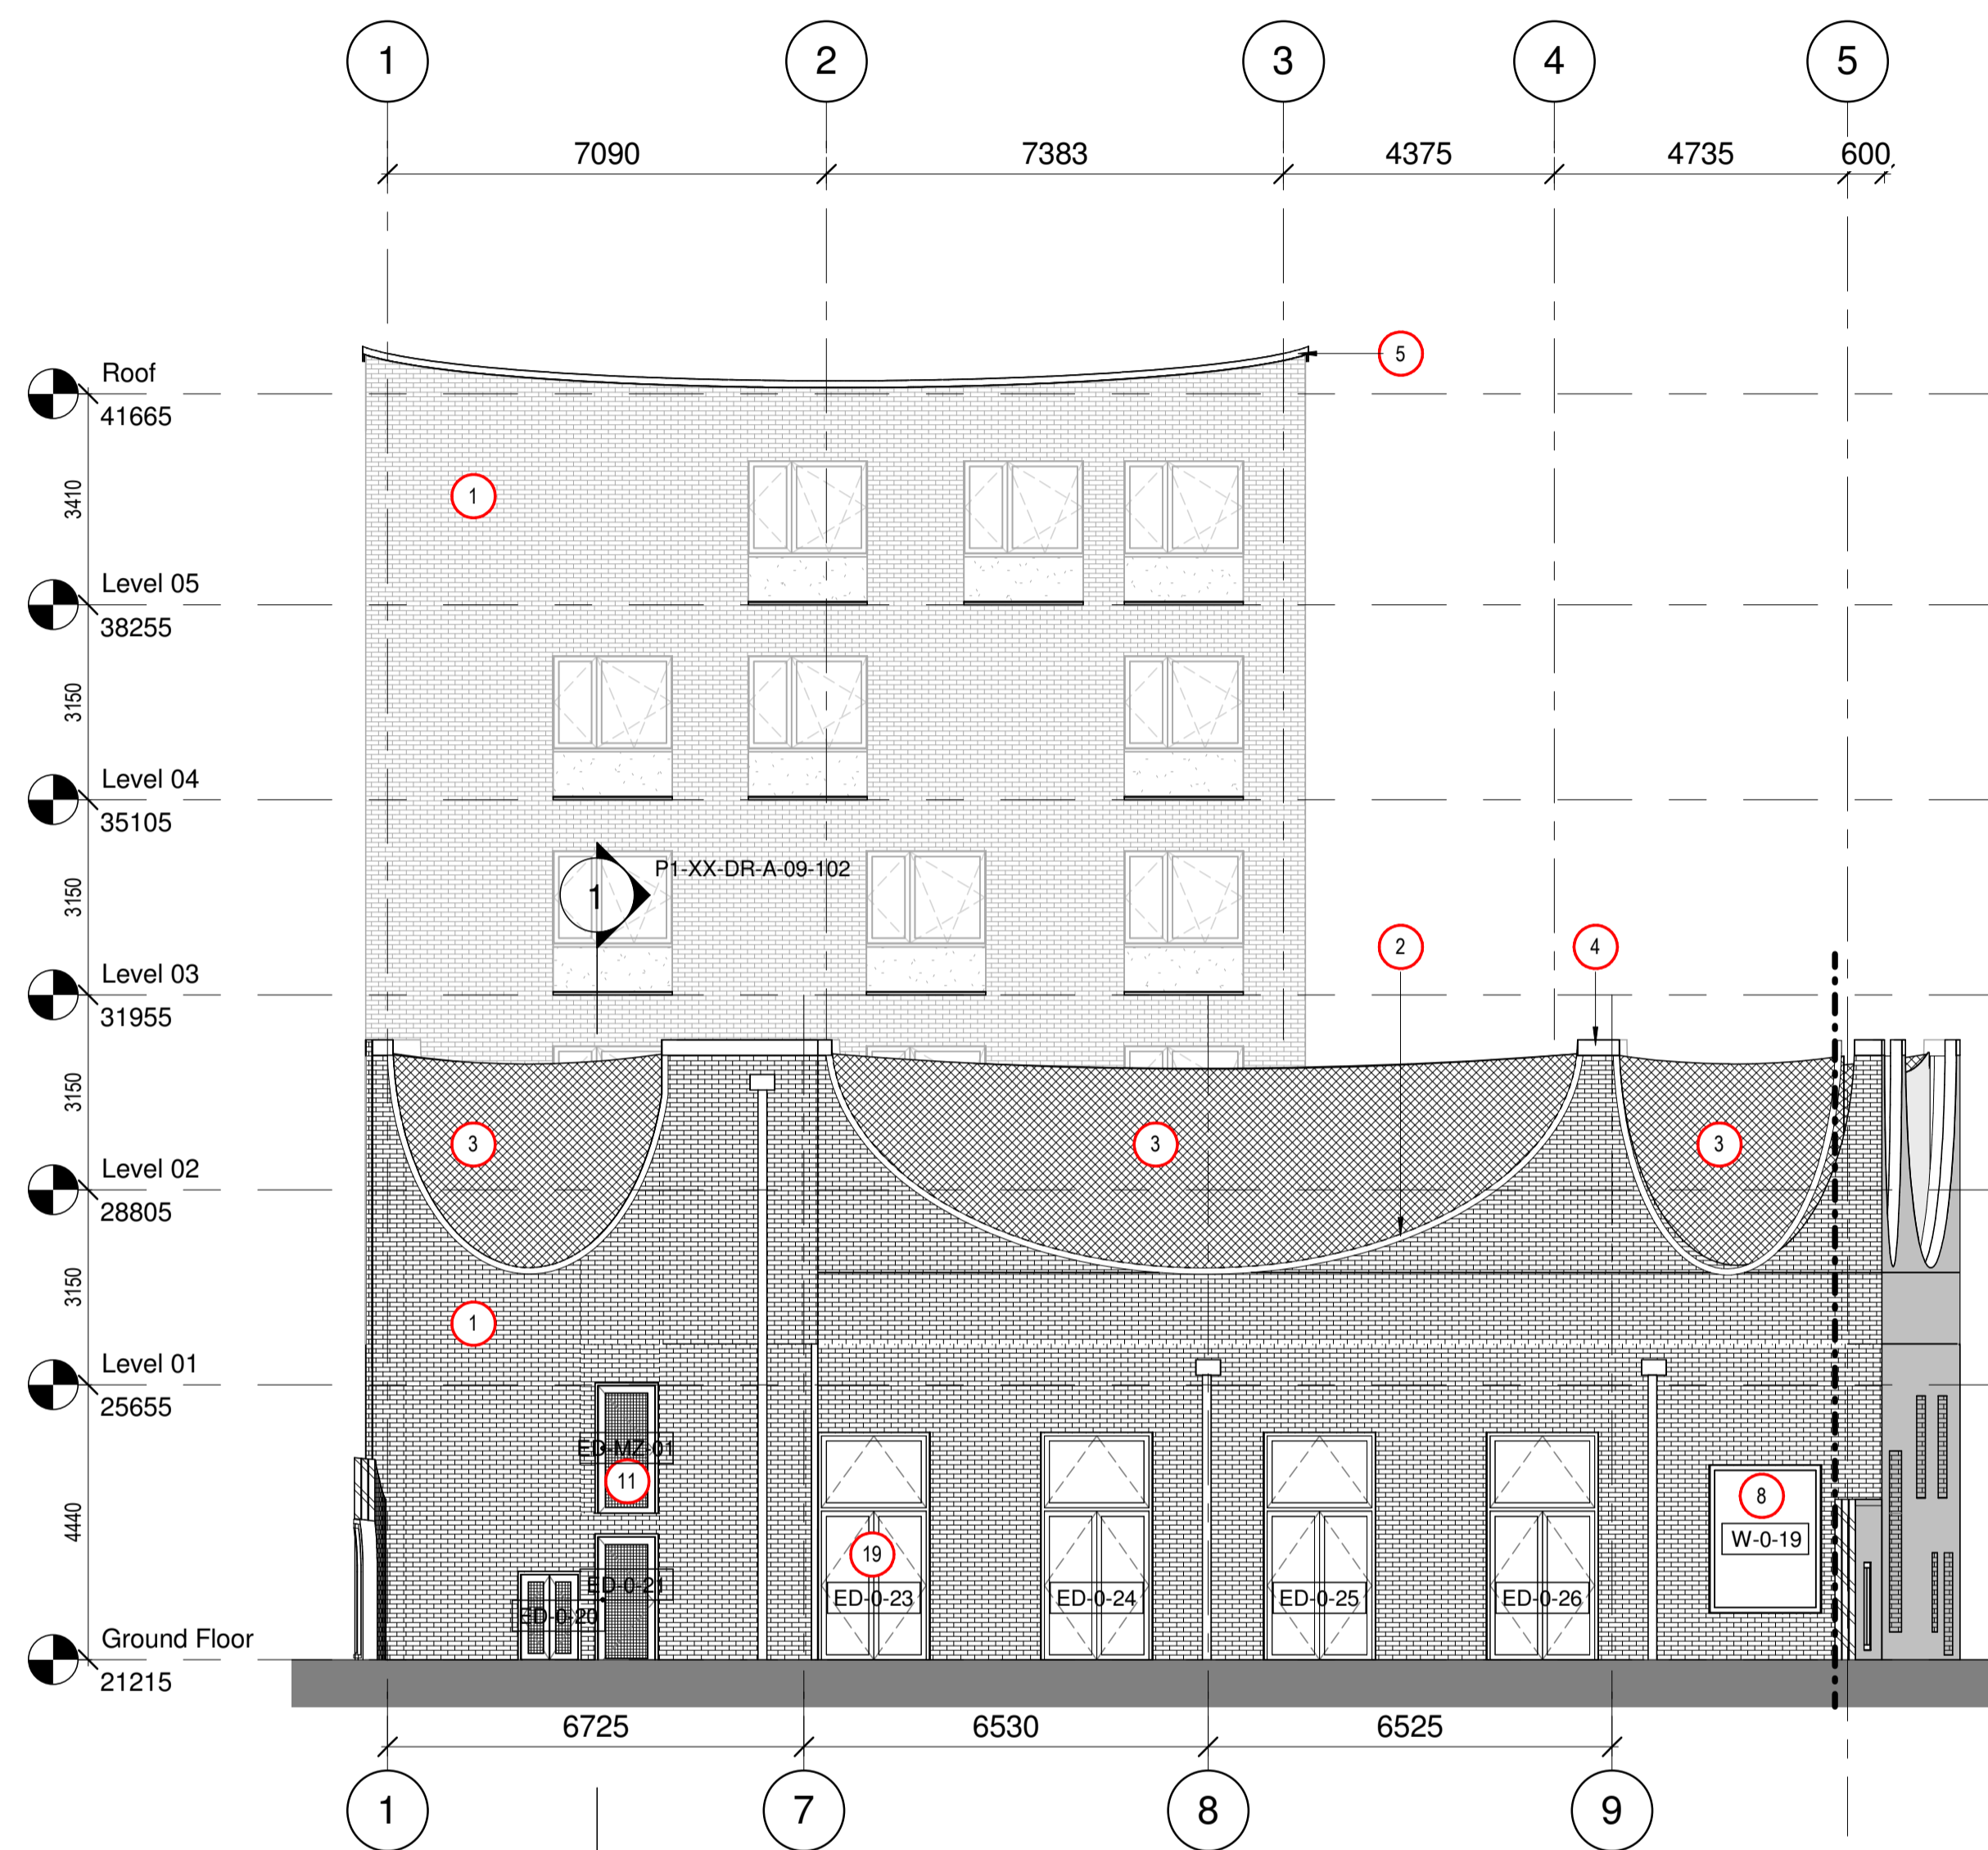 1 2 3 4 5
7090 7383 4375 4735 600
5
Roof
41665
3410
1
Level 05
38255
3150
Level 04
35105
3150
1
P1-XX-DR-A-09-102
2 4
Level 03
31955
3150
3 3 3
Level 02
28805
3150
1
Level 01
25655
4440
ED-MZ-01
11
8
W-0-19
19
ED-0-21
ED-0-20
ED-0-23 ED-0-24 ED-0-25 ED-0-26
Ground Floor
21215
6725 6530 6525
1 7 8 9